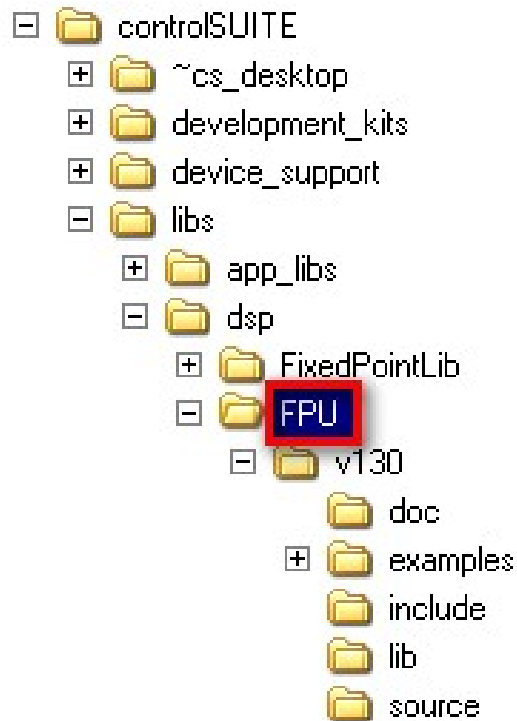 controlSUITE
~cs_desktop
development_kits
device_support
libs
app_libs
dsp
FixedPointLib
FPU
v130
doc
examples
include
lib
source